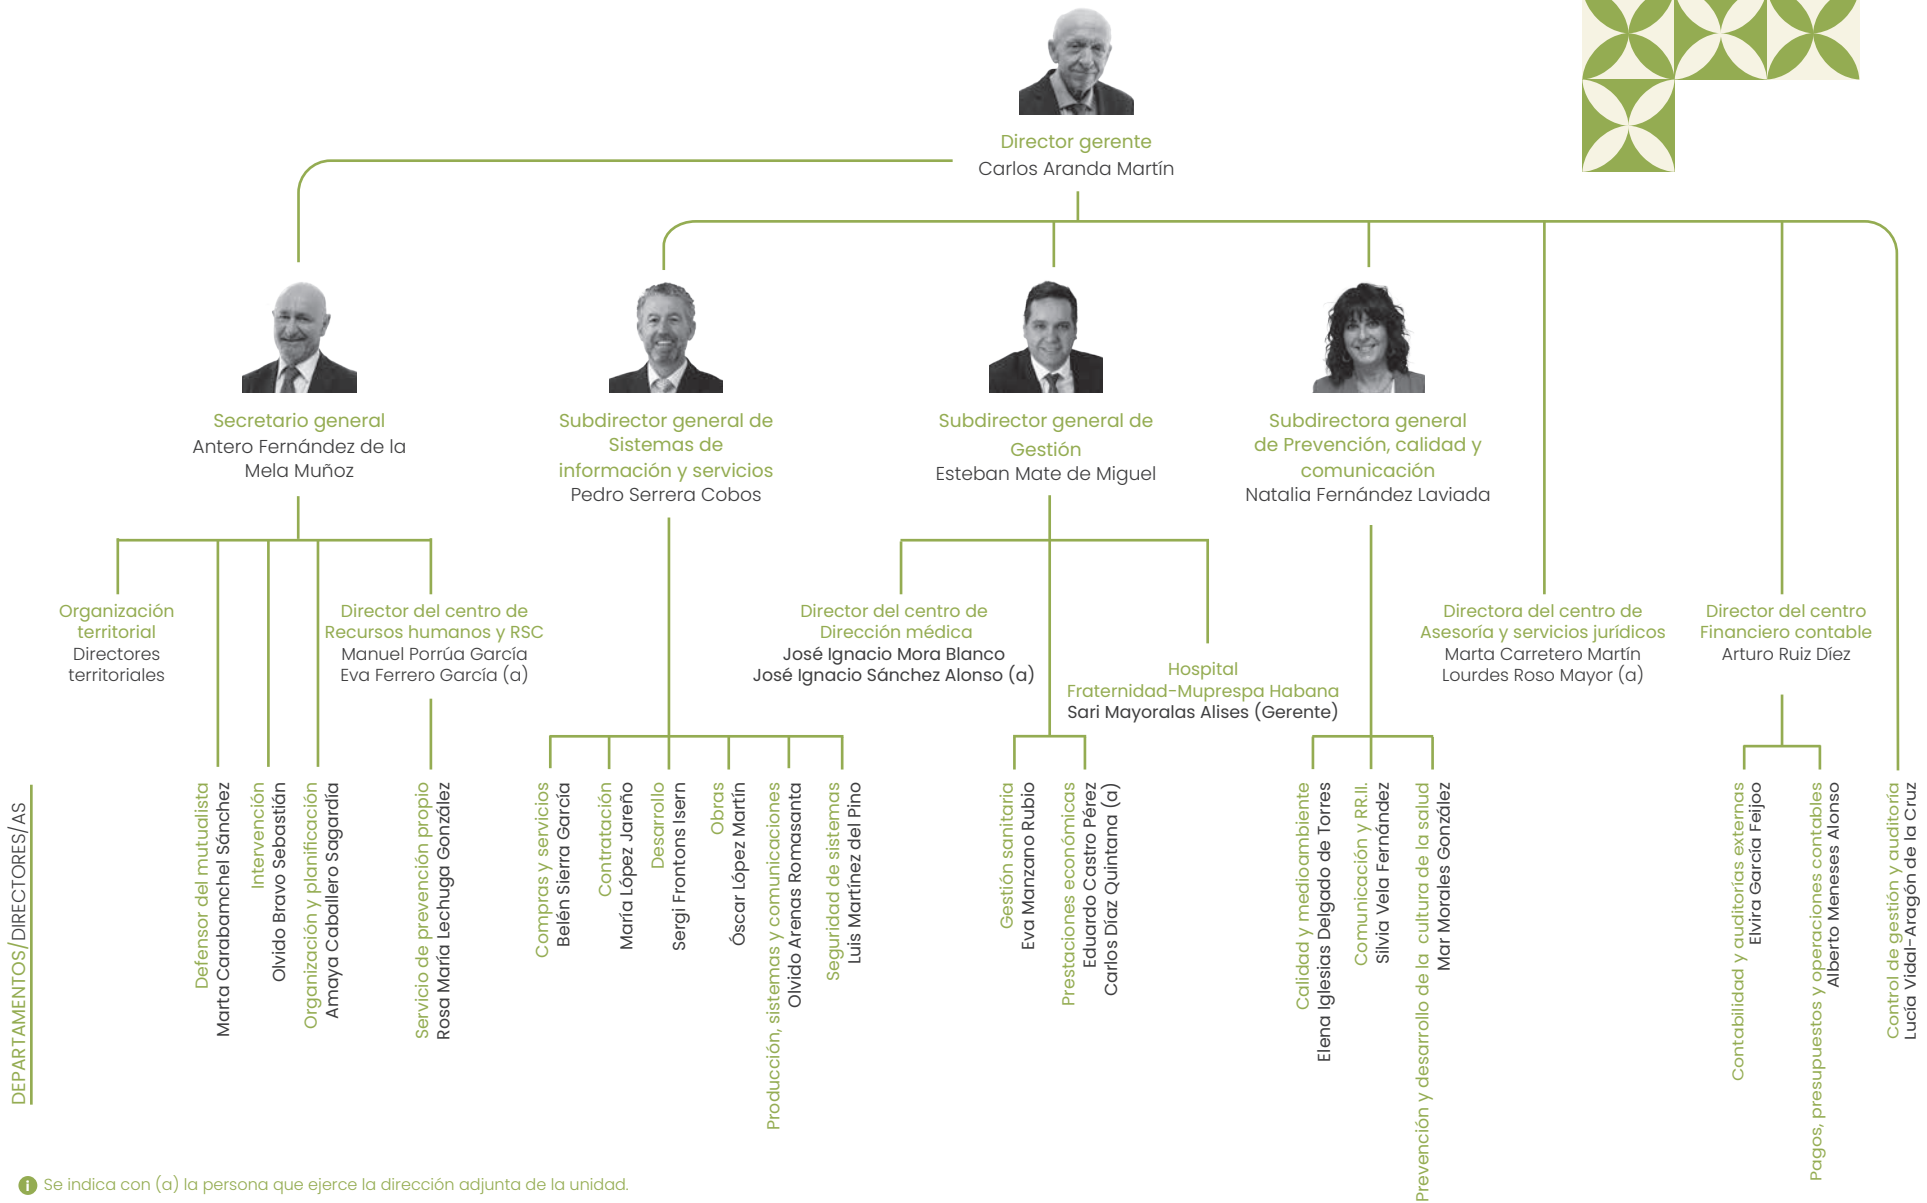 Director gerente
Carlos Aranda Martín
Secretario general
Antero Fernández de la
Mela Muñoz
Subdirector general de
Sistemas de
información y servicios
Pedro Serrera Cobos
Subdirector general de
Gestión
Esteban Mate de Miguel
Subdirectora general
de Prevención, calidad y
comunicación
Natalia Fernández Laviada
Organización
territorial
Directores
territoriales
Director del centro de
Recursos humanos y RSC
Manuel Porrúa García
Eva Ferrero García (a)
Director del centro de
Dirección médica
José Ignacio Mora Blanco
José Ignacio Sánchez Alonso (a)
Hospital
Fraternidad-Muprespa Habana
Sari Mayoralas Alises (Gerente)
Directora del centro de
Asesoría y servicios jurídicos
Marta Carretero Martín
Lourdes Roso Mayor (a)
Director del centro
Financiero contable
Arturo Ruiz Díez
DEPARTAMENTOS/DIRECTORES/AS
Defensor del mutualista
Marta Carabamchel Sánchez
Intervención
Olvido Bravo Sebastián
Organización y planificación
Amaya Caballero Sagardía
Servicio de prevención propio
Rosa María Lechuga González
Compras y servicios
Belén Sierra García
Contratación
María López Jareño
Desarrollo
Sergi Frontons Isern
Obras
Óscar López Martín
Producción, sistemas y comunicaciones
Olvido Arenas Romasanta
Seguridad de sistemas
Luis Martínez del Pino
Gestión sanitaria
Eva Manzano Rubio
Prestaciones económicas
Eduardo Castro Pérez
Carlos Díaz Quintana (a)
Calidad y medioambiente
Elena Iglesias Delgado de Torres
Comunicación y RR.II.
Silvia Vela Fernández
Prevención y desarrollo de la cultura de la salud
Mar Morales González
Contabilidad y auditorías externas
Elvira García Feijoo
Pagos, presupuestos y operaciones contables
Alberto Meneses Alonso
Control de gestión y auditoría
Lucía Vidal-Aragón de la Cruz
i Se indica con (a) la persona que ejerce la dirección adjunta de la unidad.